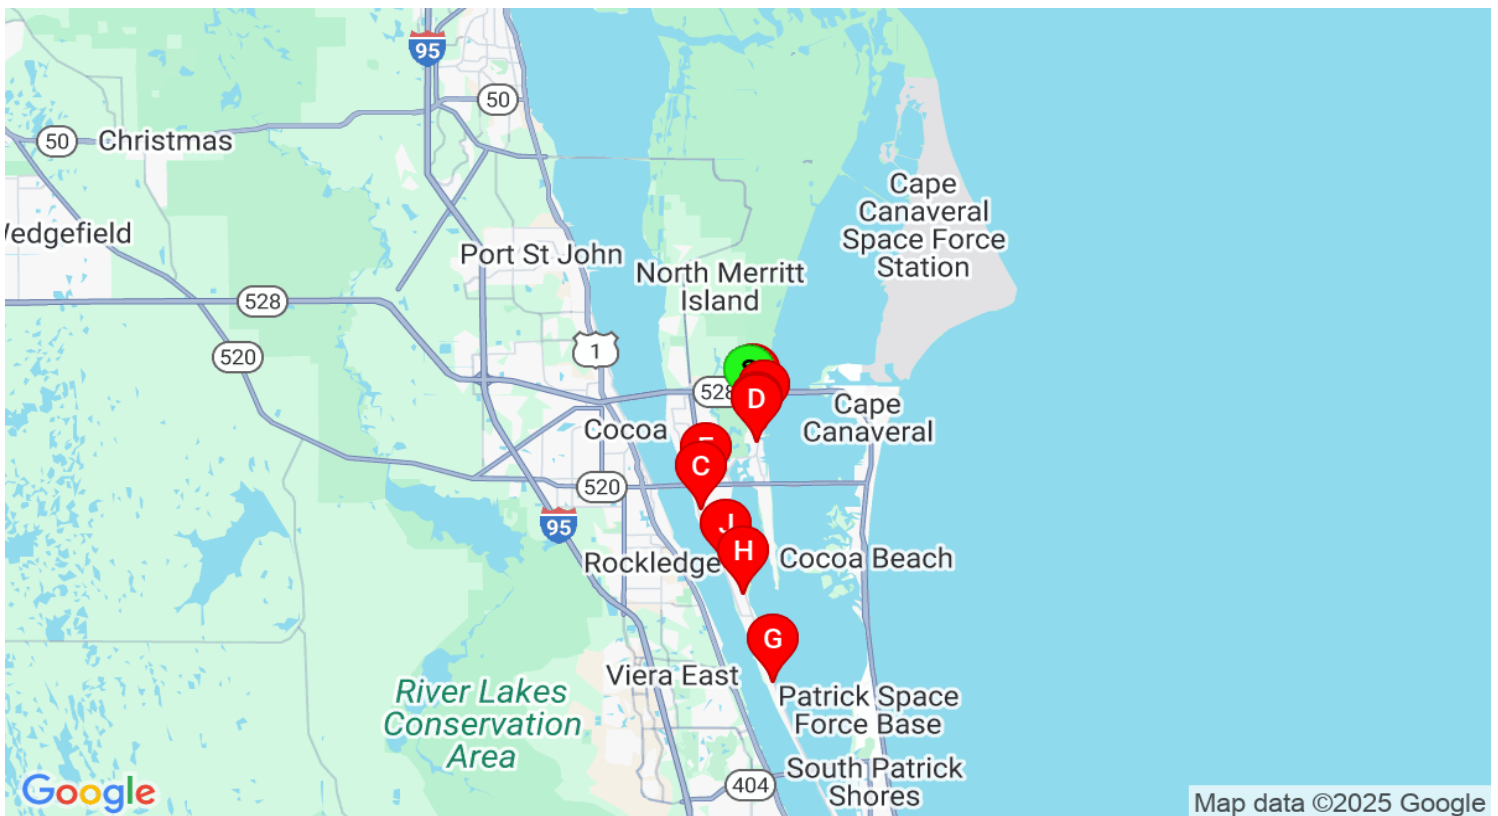 95
50
50
Christmas
Cape
Canaveral
Space Force
Station
edgefield
Port St John
North Merritt
Island
528
1
520
528
D
Cape
Canaveral
Cocoa
C
520
95
J
H
Rockledge
Cocoa Beach
G
Viera East
River Lakes
Conservation
Area
Patrick Space
Force Base
South Patrick
Shores
404
Google
Map data ©2025 Google